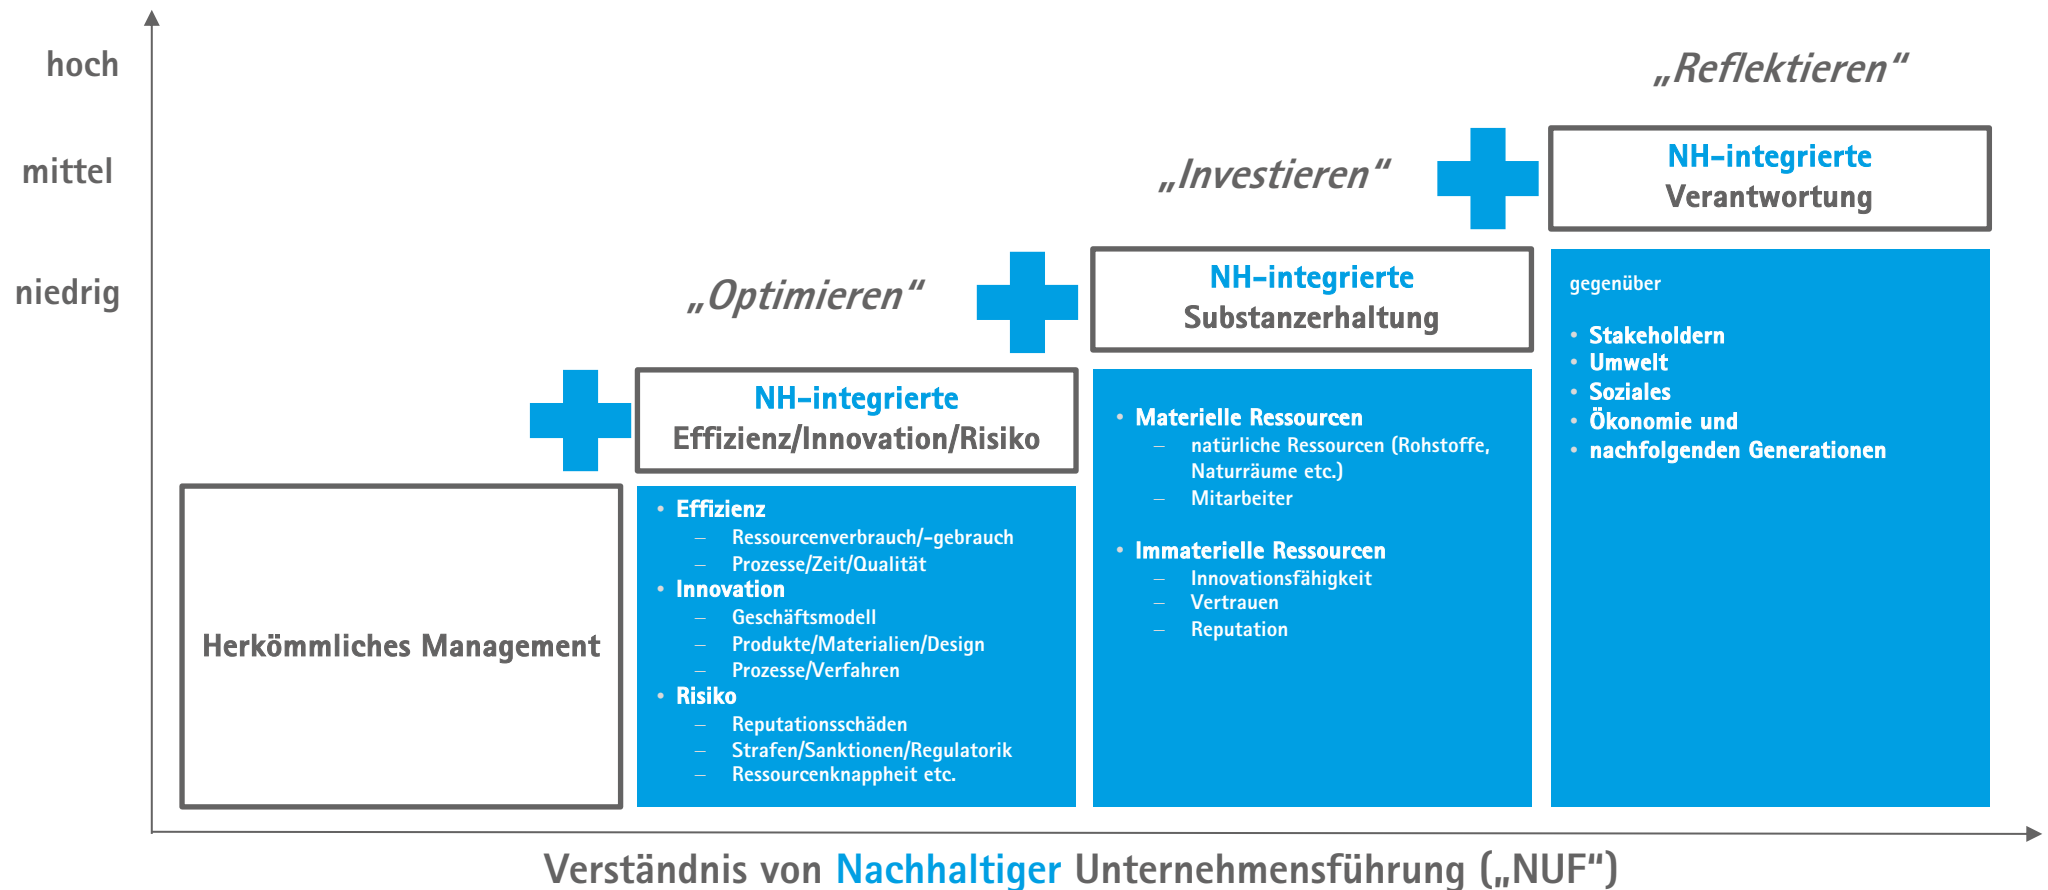 hoch
mittel
niedrig
„Reflektieren“
„Investieren“
„Optimieren“
NH-integrierte
Verantwortung
gegenüber
• Stakeholdern
• Umwelt
• Soziales
• Ökonomie und
• nachfolgenden Generationen
NH-integrierte
Substanzerhaltung
• Materielle Ressourcen
– natürliche Ressourcen (Rohstoffe,
Naturräume etc.)
– Mitarbeiter
• Immaterielle Ressourcen
– Innovationsfähigkeit
– Vertrauen
– Reputation
NH-integrierte
Effizienz/Innovation/Risiko
• Effizienz
– Ressourcenverbrauch/-gebrauch
– Prozesse/Zeit/Qualität
• Innovation
– Geschäftsmodell
– Produkte/Materialien/Design
– Prozesse/Verfahren
• Risiko
– Reputationsschäden
– Strafen/Sanktionen/Regulatorik
– Ressourcenknappheit etc.
Herkömmliches Management
Verständnis von Nachhaltiger Unternehmensführung („NUF“)